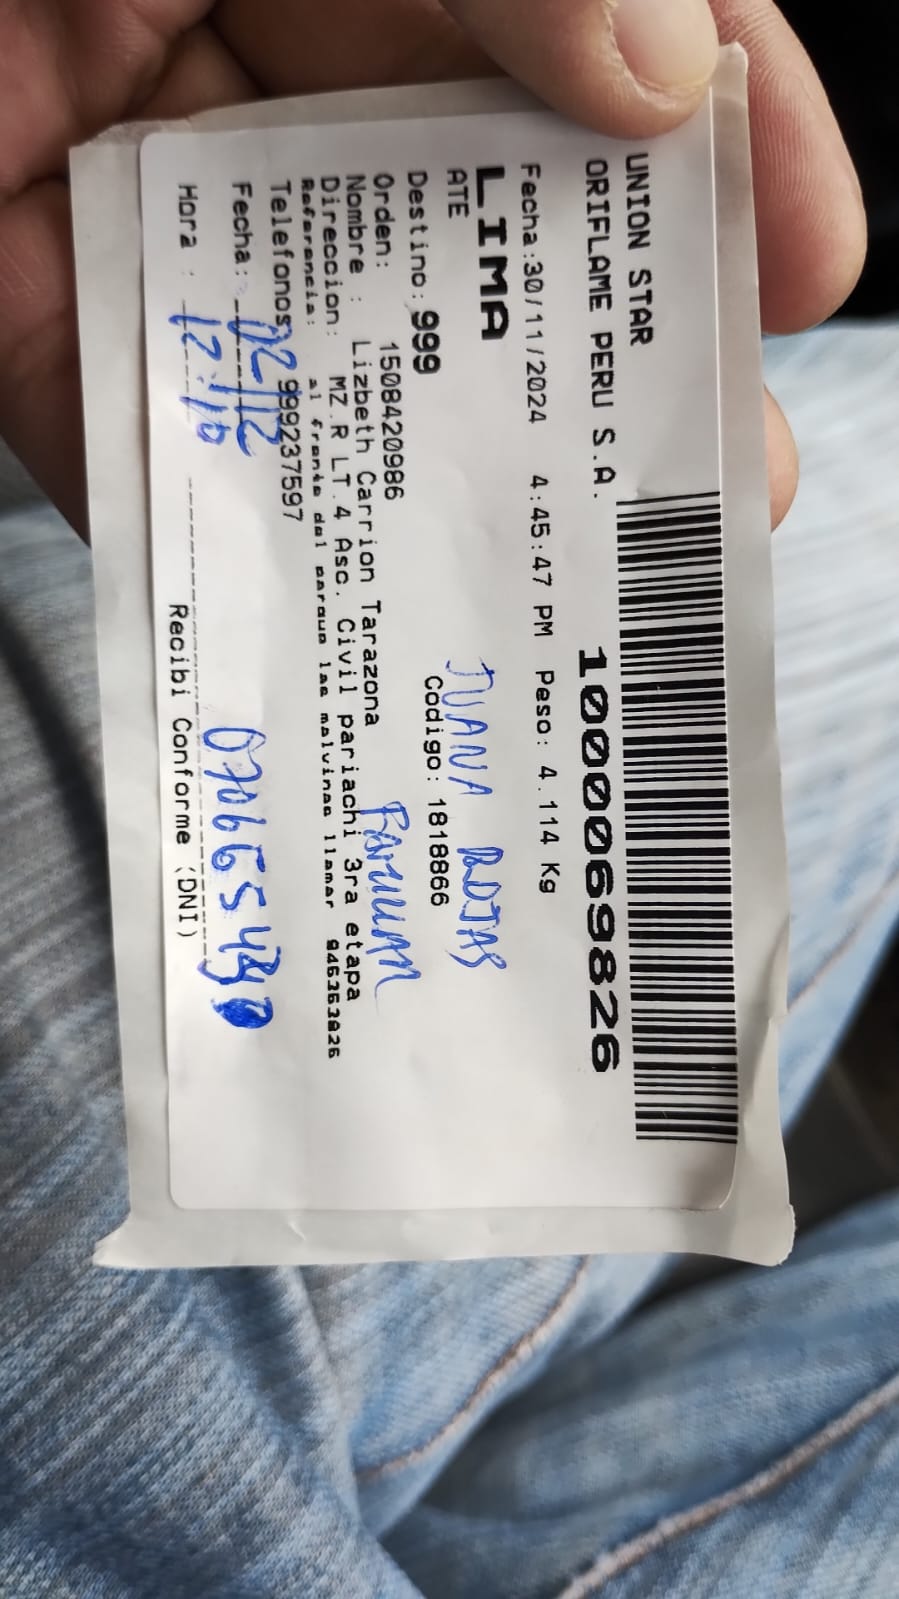 UNION STAR
ORIFLAME PERU S.A.
1000069826
Fecha:30/11/2024 4:45:47 PM Peso: 4.114 Kg
LIMA
ATE
JUANA ROJAS
Destino: 999 Codigo: 1818866
Orden: 1508420986
Nombre : Lizbeth Carrion Tarazona
Direccion: MZ.R LT.4 Asc. Civil pariachi 3ra etapa
Referencia: al frente del parque las malvinas llamar 945353826
Telefonos: 999237597
Fecha: 02/12
Hora : 12:10
Recibi Conforme (DNI)